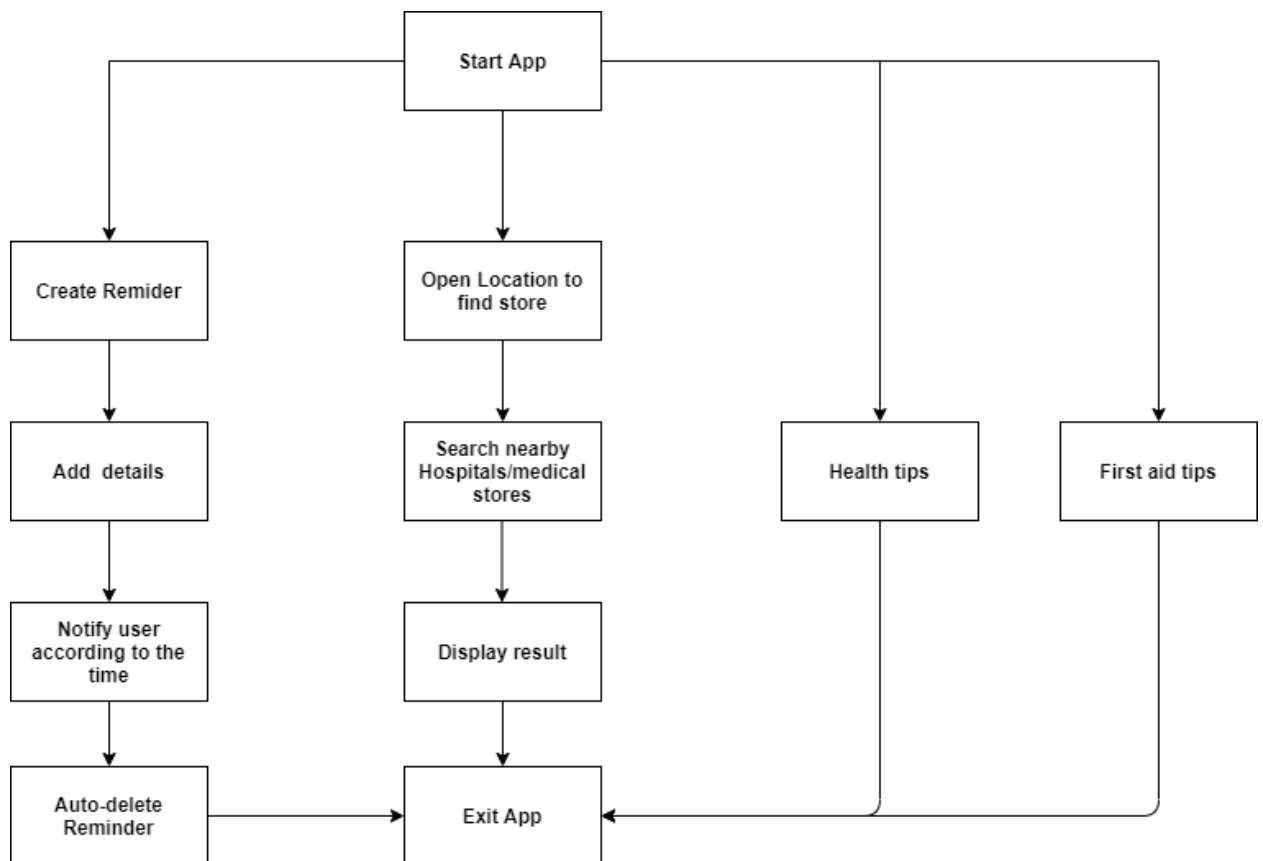 Start App
Create Remider
Open Location to
find store
Add details
Search nearby
Hospitals/medical
stores
Health tips
First aid tips
Notify user
according to the
time
Display result
Auto-delete
Reminder
Exit App